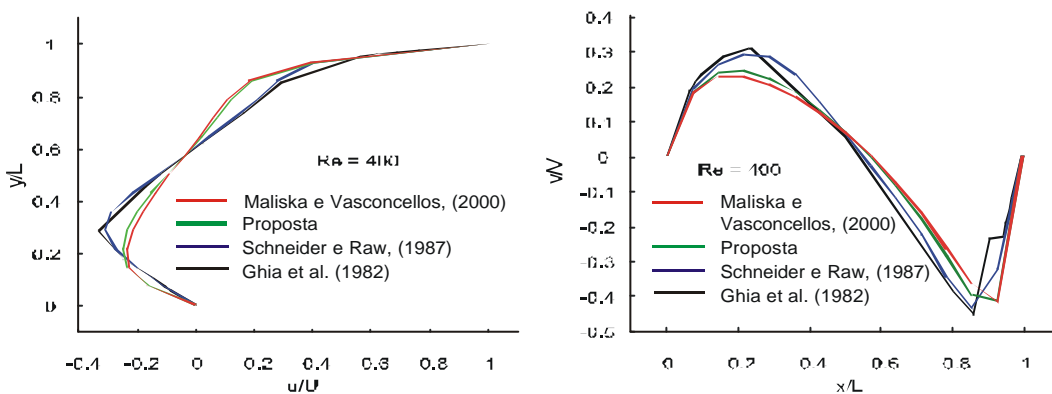 1
0.8
0.6
0.4
0.2
0
y/L
Re = 400
Maliska e Vasconcellos, (2000)
Proposta
Schneider e Raw, (1987)
Ghia et al. (1982)
-0.4 -0.2 0 0.2 0.4 0.6 0.8 1
u/U
0.4
0.3
0.2
0.1
0
-0.1
-0.2
-0.3
-0.4
-0.5
v/V
Re = 400
Maliska e
Vasconcellos, (2000)
Proposta
Schneider e Raw, (1987)
Ghia et al. (1982)
0 0.2 0.4 0.6 0.8 1
x/L